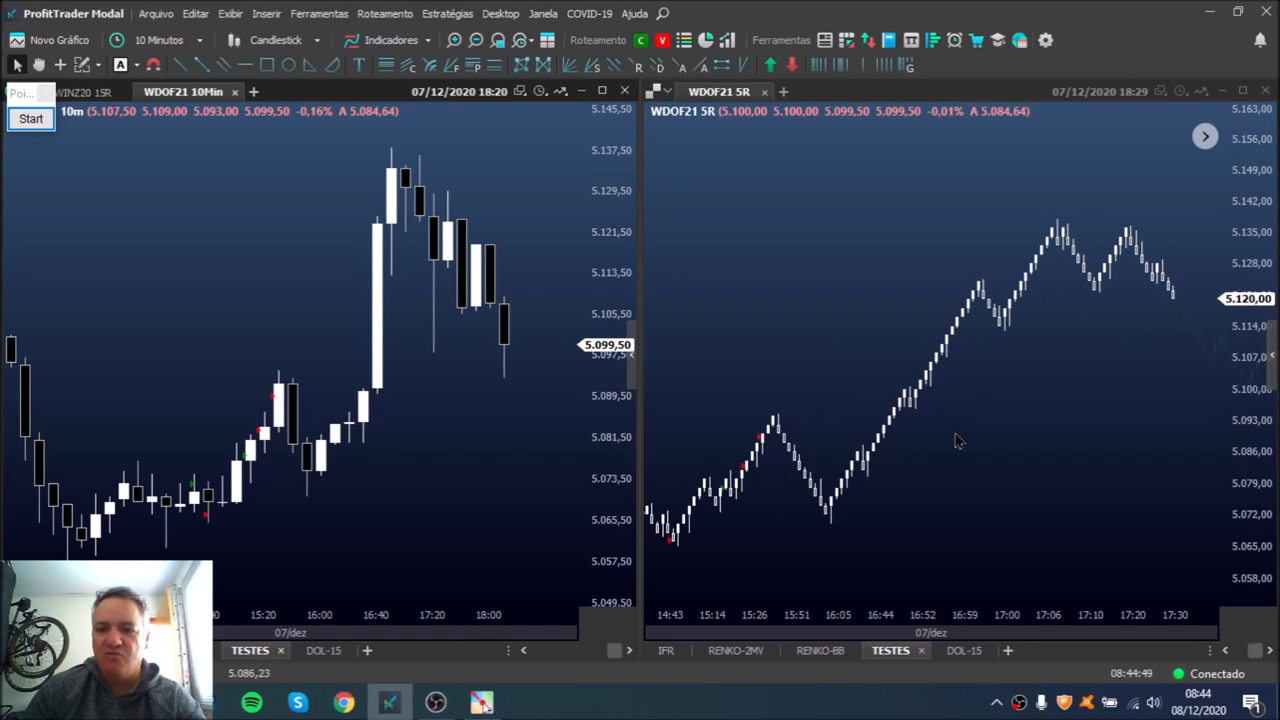 ProfitTrader Modal Arquivo Editar Exibir Inserir Ferramentas Roteamento Estratégias Desktop Janela COVID-19 Ajuda
Novo Gráfico 10 Minutos Candlestick Indicadores Roteamento C V Ferramentas
A T
Poi... WINZ20 15R WDOF21 10Min 07/12/2020 18:20 WDOF21 5R 07/12/2020 18:29
Start
10m (5.107,50 5.109,00 5.093,00 5.099,50 -0,16% A 5.084,64)
WDOF21 5R (5.100,00 5.100,00 5.099,50 5.099,50 -0,01% A 5.084,64)
5.145,50
5.137,50
5.129,50
5.121,50
5.113,50
5.105,50
5.099,50
5.097,50
5.089,50
5.081,50
5.073,50
5.065,50
5.057,50
5.049,50
5.163,00
5.156,00
5.149,00
5.142,00
5.135,00
5.128,00
5.120,00
5.114,00
5.107,00
5.100,00
5.093,00
5.086,00
5.079,00
5.072,00
5.065,00
5.058,00
15:20 16:00 16:40 17:20 18:00
07/dez
14:43 15:14 15:26 15:51 16:05 16:44 16:52 16:59 17:00 17:06 17:10 17:20 17:30
07/dez
TESTES DOL-15
IFR RENKO-2MV RENKO-BB TESTES DOL-15
5.086,23
08:44:49 Conectado
08:44
08/12/2020
1